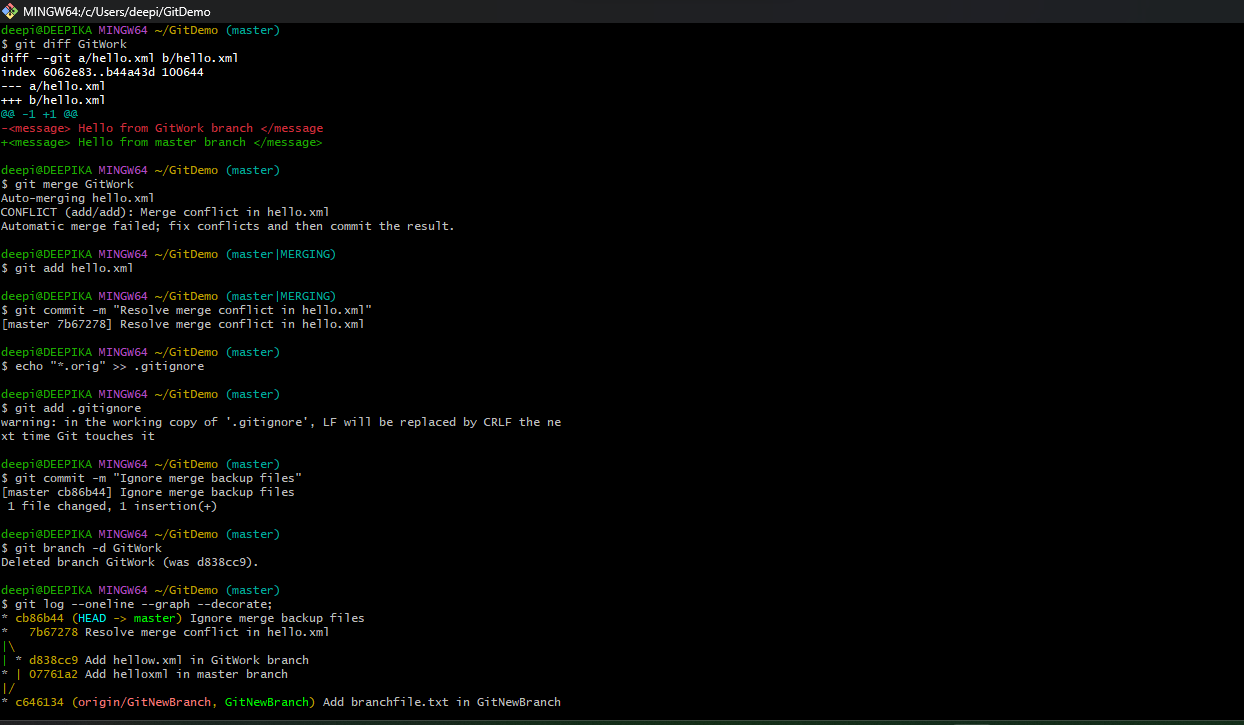 MINGW64:/c/Users/deepi/GitDemo
deepi@DEEPIKA MINGW64 ~/GitDemo (master)
$ git diff GitWork
diff --git a/hello.xml b/hello.xml
index 6062e83..b44a43d 100644
--- a/hello.xml
+++ b/hello.xml
@@ -1 +1 @@
-<message> Hello from GitWork branch </message
+<message> Hello from master branch </message>
deepi@DEEPIKA MINGW64 ~/GitDemo (master)
$ git merge GitWork
Auto-merging hello.xml
CONFLICT (add/add): Merge conflict in hello.xml
Automatic merge failed; fix conflicts and then commit the result.
deepi@DEEPIKA MINGW64 ~/GitDemo (master|MERGING)
$ git add hello.xml
deepi@DEEPIKA MINGW64 ~/GitDemo (master|MERGING)
$ git commit -m "Resolve merge conflict in hello.xml"
[master 7b67278] Resolve merge conflict in hello.xml
deepi@DEEPIKA MINGW64 ~/GitDemo (master)
$ echo "*.orig" >> .gitignore
deepi@DEEPIKA MINGW64 ~/GitDemo (master)
$ git add .gitignore
warning: in the working copy of '.gitignore', LF will be replaced by CRLF the ne
xt time Git touches it
deepi@DEEPIKA MINGW64 ~/GitDemo (master)
$ git commit -m "Ignore merge backup files"
[master cb86b44] Ignore merge backup files
 1 file changed, 1 insertion(+)
deepi@DEEPIKA MINGW64 ~/GitDemo (master)
$ git branch -d GitWork
Deleted branch GitWork (was d838cc9).
deepi@DEEPIKA MINGW64 ~/GitDemo (master)
$ git log --oneline --graph --decorate;
* cb86b44 (HEAD -> master) Ignore merge backup files
*   7b67278 Resolve merge conflict in hello.xml
|\
| * d838cc9 Add hellow.xml in GitWork branch
* | 07761a2 Add helloxml in master branch
|/
* c646134 (origin/GitNewBranch, GitNewBranch) Add branchfile.txt in GitNewBranch